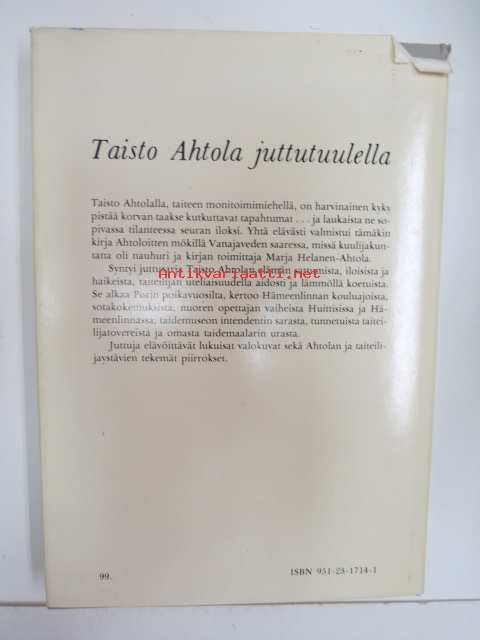 Taisto Ahtola juttutuulella
Taisto Ahtolalla, taiteen monitoimimiehellä, on harvinainen kyky
pistää korvan taakse kutkuttavat tapahtumat . . . ja laukaista ne so-
pivassa tilanteessa seuran iloksi. Yhtä elävästi valmistui tämäkin
kirja Ahtoloitten mökillä Vanajaveden saaressa, missä kuulijakun-
tana oli nauhuri ja kirjan toimittaja Marja Helanen-Ahtola.
Syntyi juttusarja Taisto Ahtolan elämän sattumista, iloisista ja
haikeista, taiteilijan uteliaisuudella aidosti ja lämmöllä koetuista.
antikvariaatti.net
Se alkaa Porin poikavuosilta, kertoo Hämeenlinnan kouluajoista,
sotakokemuksista, nuoren opettajan vaiheista Huittisissa ja Hä-
meenlinnassa, taidemuseon intendentin sarasta, tunnetuista taitei-
lijatovereista ja omasta taidemaalarin urasta.
Juttuja elävöittävät lukuisat valokuvat sekä Ahtolan ja taiteili-
jaystävien tekemät piirrokset.
99.
ISBN 951-23-1714-1